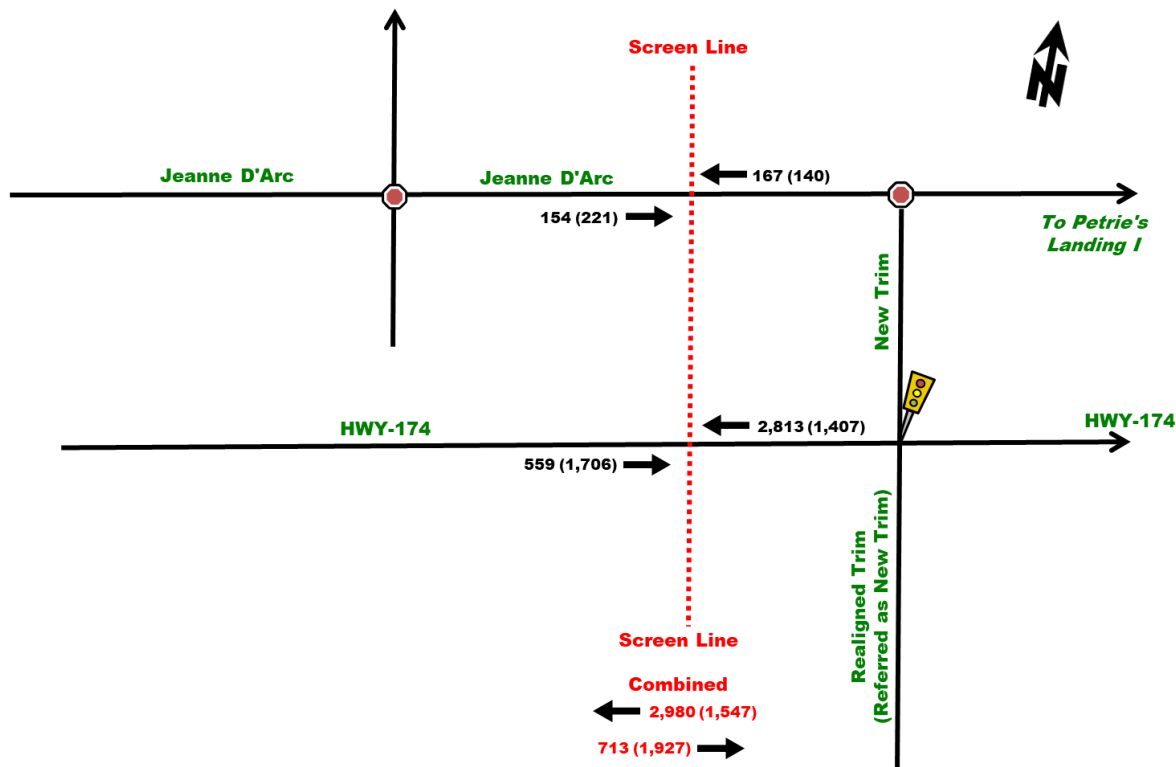 Screen Line
N
Jeanne D'Arc
Jeanne D'Arc
167 (140)
154 (221)
To Petrie's
Landing I
New Trim
HWY-174
2,813 (1,407)
HWY-174
559 (1,706)
Realigned Trim
(Referred as New Trim)
Screen Line
Combined
2,980 (1,547)
713 (1,927)